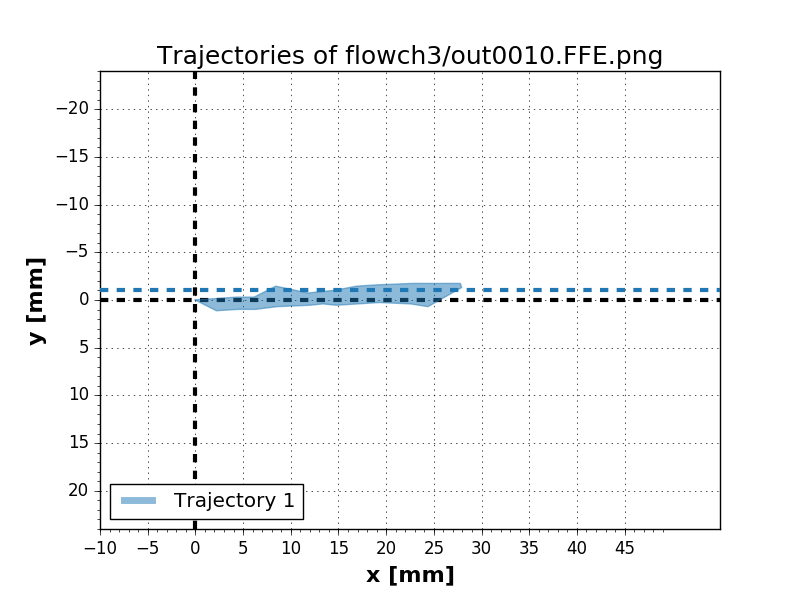 Trajectories of flowch3/out0010.FFE.png
−20
−15
−10
−5
0
5
10
15
20
y [mm]
Trajectory 1
−10 −5 0 5 10 15 20 25 30 35 40 45
x [mm]